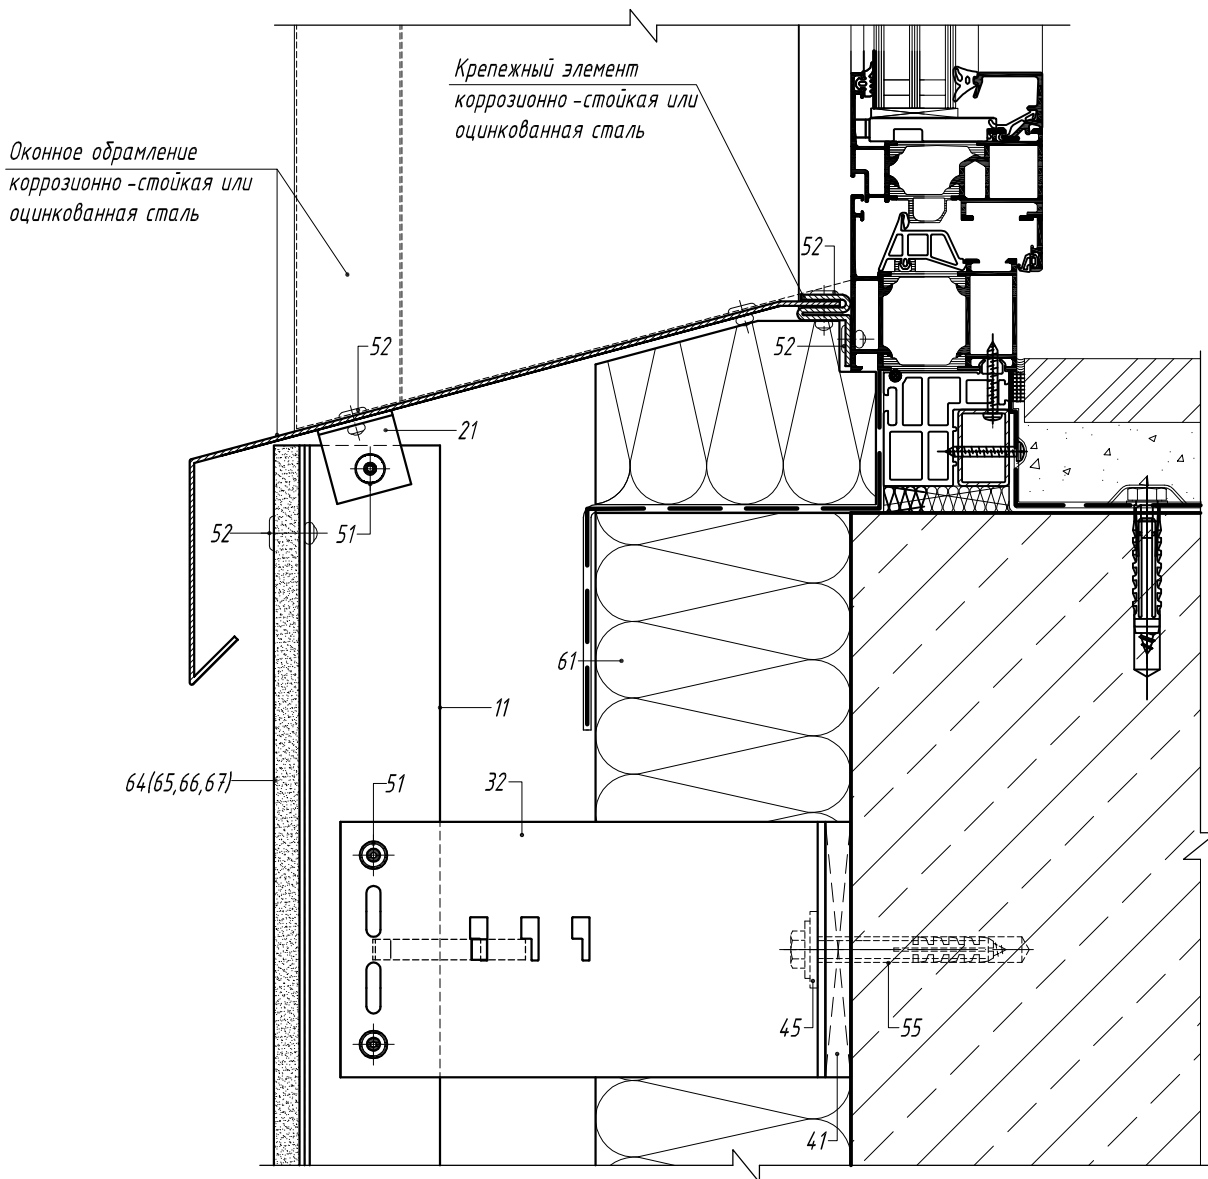 Крепежный элемент
коррозионно-стойкая или
оцинкованная сталь
Оконное обрамление
коррозионно-стойкая или
оцинкованная сталь
52
52
52
21
52
51
61
11
64(65,66,67)
51
32
45
55
41